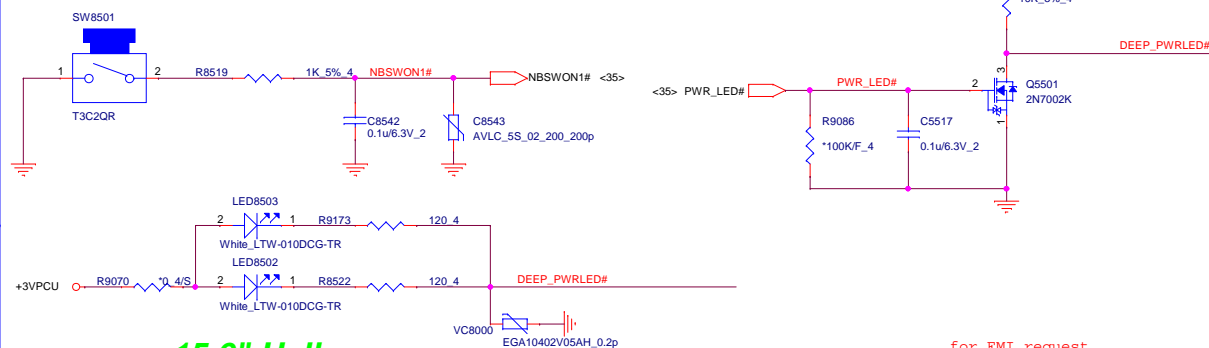 SW8501
1
2
R8519
1K_5%_4
NBSWON1#
NBSWON1# <35>
T3C2QR
C8542
0.1u/6.3V_2
C8543
AVLC_5S_02_200_200p
DEEP_PWRLED#
<35> PWR_LED#
PWR_LED#
2
3
1
Q5501
2N7002K
R9086
*100K/F_4
C5517
0.1u/6.3V_2
LED8503
2
1
R9173
120_4
White_LTW-010DCG-TR
LED8502
+3VPCU
R9070
*0_4/S
2
1
R8522
120_4
DEEP_PWRLED#
White_LTW-010DCG-TR
VC8000
EGA10402V05AH_0.2p
for EMI request